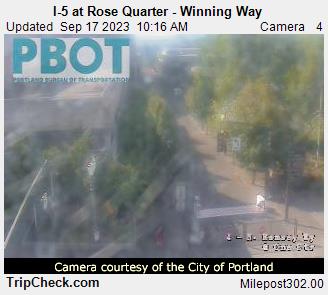 I-5 at Rose Quarter - Winning Way
Updated Sep 17 2023 10:16 AM Camera 4
PBOT
PORTLAND BUREAU OF TRANSPORTATION
Camera courtesy of the City of Portland
TripCheck.com Milepost302.00